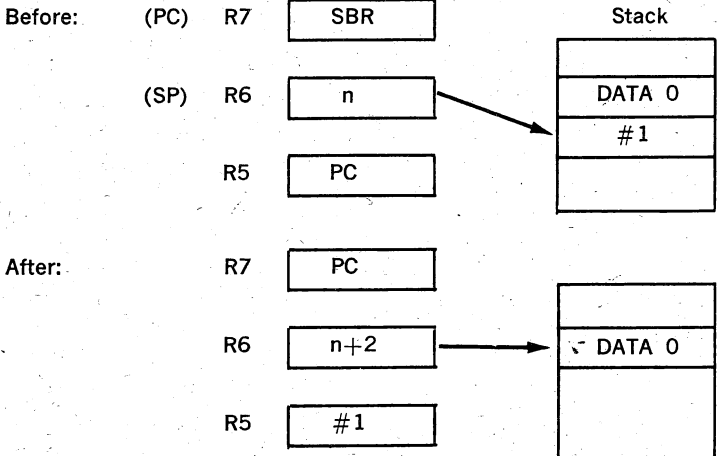 Before: (PC) R7 SBR Stack
(SP) R6 n DATA 0
#1
R5 PC
After: R7 PC
R6 n+2 DATA 0
R5 #1